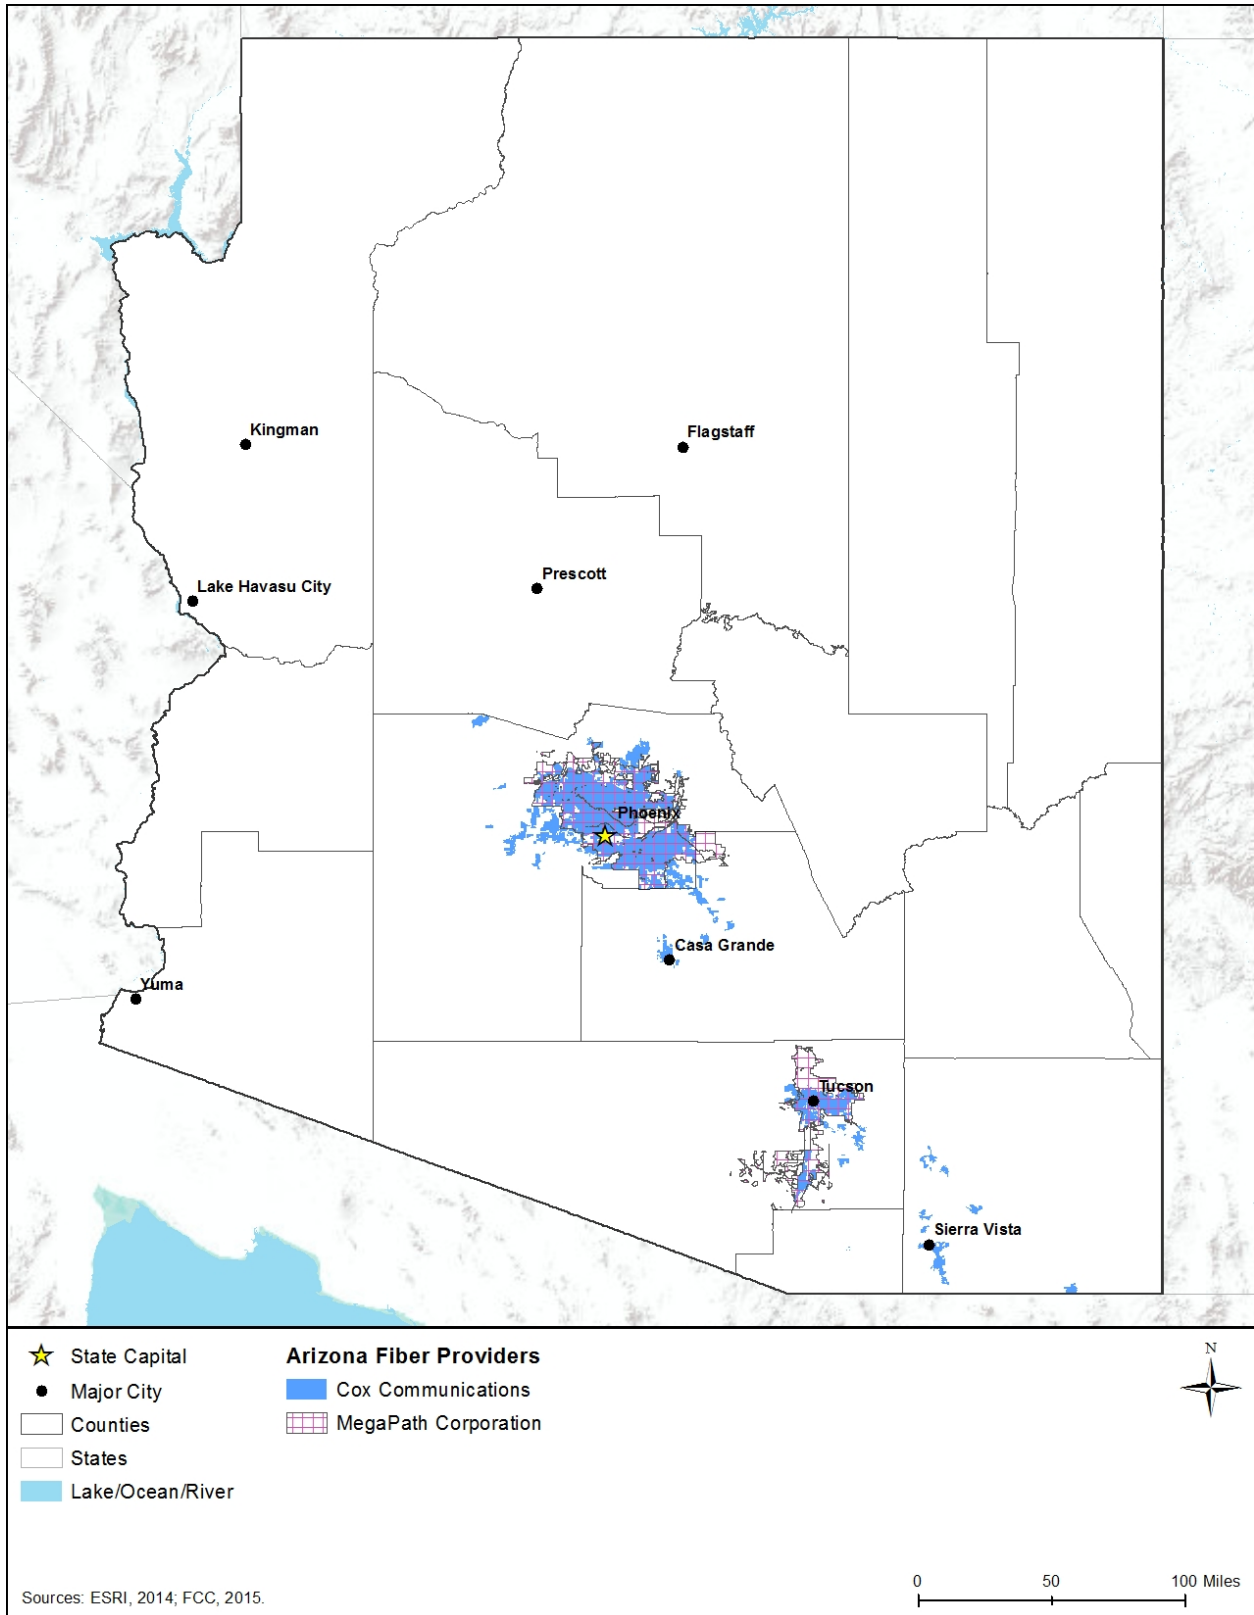 Kingman
Flagstaff
Prescott
Lake Havasu City
Phoenix
Casa Grande
Yuma
Tucson
Sierra Vista
State Capital
Major City
Counties
States
Lake/Ocean/River
Arizona Fiber Providers
Cox Communications
MegaPath Corporation
N
Sources: ESRI, 2014; FCC, 2015.
0 50 100 Miles